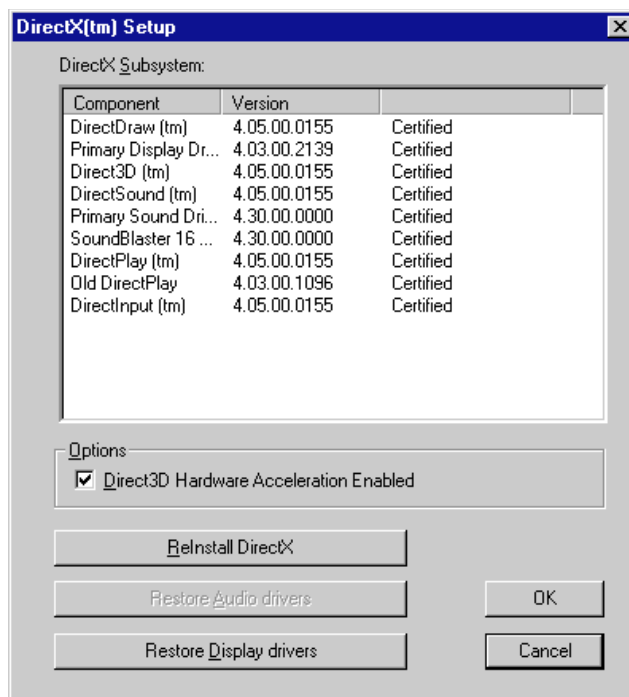 DirectX(tm) Setup
DirectX Subsystem:
Component Version
DirectDraw (tm) 4.05.00.0155 Certified
Primary Display Dr... 4.03.00.2139 Certified
Direct3D (tm) 4.05.00.0155 Certified
DirectSound (tm) 4.05.00.0155 Certified
Primary Sound Dri... 4.30.00.0000 Certified
SoundBlaster 16 ... 4.30.00.0000 Certified
DirectPlay (tm) 4.05.00.0155 Certified
Old DirectPlay 4.03.00.1096 Certified
DirectInput (tm) 4.05.00.0155 Certified
Options
Direct3D Hardware Acceleration Enabled
ReInstall DirectX
Restore Audio drivers OK
Restore Display drivers Cancel